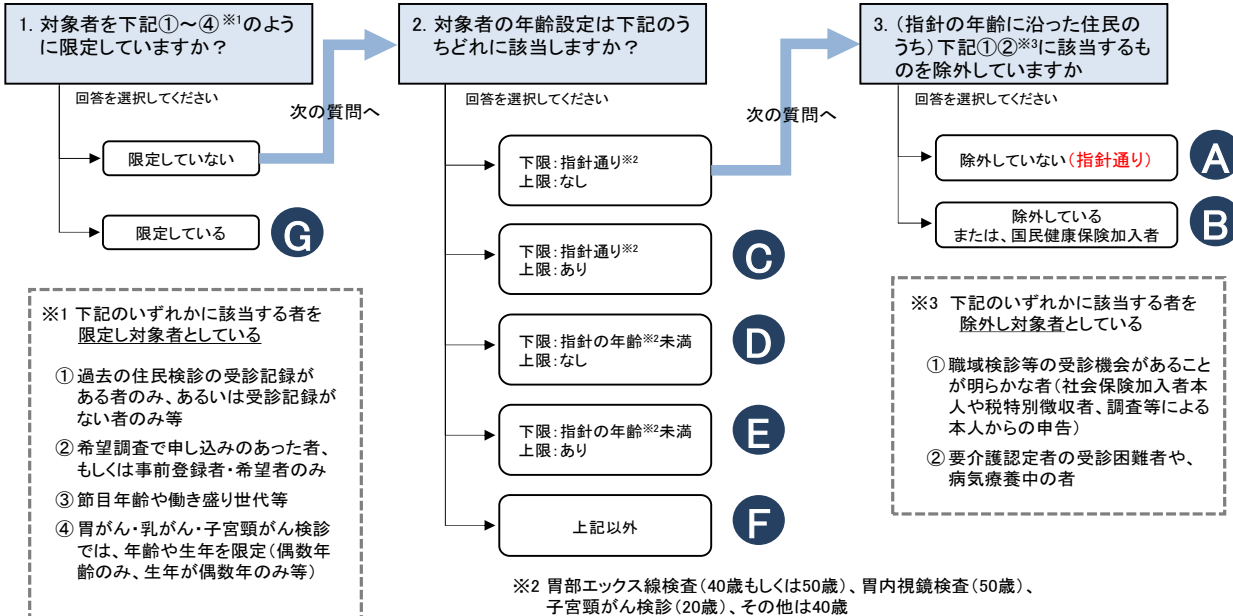 1. 対象者を下記①～④※1のよう
に限定していますか？
回答を選択してください
限定していない
限定している
G
次の質問へ
※1 下記のいずれかに該当する者を
限定し対象者としている
① 過去の住民検診の受診記録が
ある者のみ、あるいは受診記録が
ない者のみ等
② 希望調査で申し込みのあった者、
もしくは事前登録者・希望者のみ
③ 節目年齢や働き盛り世代等
④ 胃がん・乳がん・子宮頸がん検診
では、年齢や生年を限定（偶数年
齢のみ、生年が偶数年のみ等）
2. 対象者の年齢設定は下記のう
ちどれに該当しますか？
回答を選択してください
下限：指針通り※2
上限：なし
次の質問へ
下限：指針通り※2
上限：あり
C
下限：指針の年齢※2未満
上限：なし
D
下限：指針の年齢※2未満
上限：あり
E
上記以外
F
※2 胃部エックス線検査（40歳もしくは50歳）、胃内視鏡検査（50歳）、
子宮頸がん検診（20歳）、その他は40歳
3. （指針の年齢に沿った住民の
うち）下記①②※3に該当するも
のを除外していますか
回答を選択してください
除外していない（指針通り）
A
除外している
または、国民健康保険加入者
B
※3 下記のいずれかに該当する者を
除外し対象者としている
① 職域検診等の受診機会があること
が明らかな者（社会保険加入者本
人や税特別徴収者、調査等による
本人からの申告）
② 要介護認定者の受診困難者や、
病気療養中の者